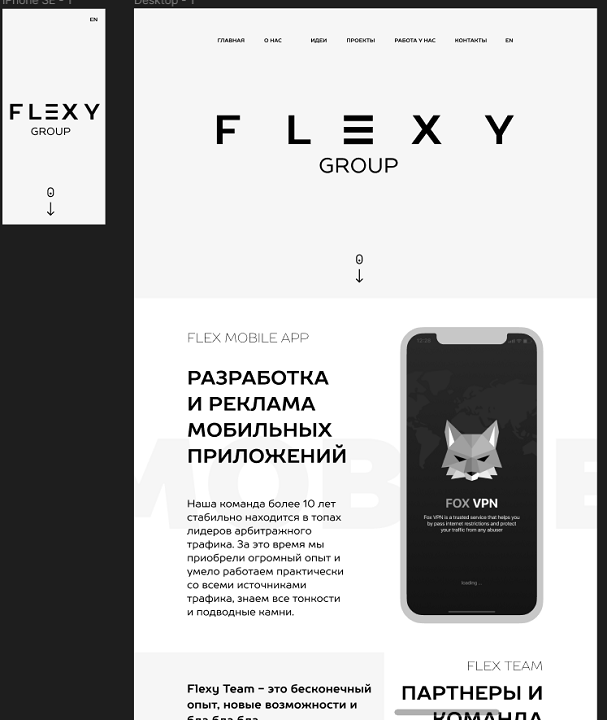 iPhone SE - 1
Desktop - 1
EN
FLEXY
GROUP
ГЛАВНАЯ О НАС ИДЕИ ПРОЕКТЫ РАБОТА У НАС КОНТАКТЫ EN
FLEXY
GROUP
FLEX MOBILE APP
РАЗРАБОТКА
И РЕКЛАМА
МОБИЛЬНЫХ
ПРИЛОЖЕНИЙ
Наша команда более 10 лет
стабильно находится в топах
лидеров арбитражного
трафика. За это время мы
приобрели огромный опыт и
умело работаем практически
со всеми источниками
трафика, знаем все тонкости
и подводные камни.
FOX VPN
Fox VPN is a trusted service that helps you
by pass internet restrictions and protect
your traffic from any abuser
loading ...
FLEX TEAM
ПАРТНЕРЫ И
КОМАНДА
Flexy Team – это бесконечный
опыт, новые возможности и
бла бла бла